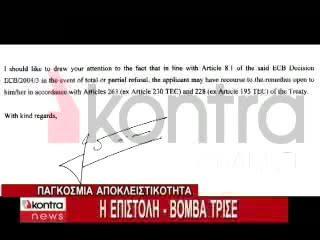 I should like to draw your attention to the fact that in line with Article 8.1 of the said ECB Decision
ECB/2004/3 in the event of total or partial refusal, the applicant may have recourse to the remedies open to
him/her in accordance with Articles 263 (ex Article 230 TEC) and 228 (ex Article 195 TEC) of the Treaty.
With kind regards,
kontra
ΠΑΓΚΟΣΜΙΑ ΑΠΟΚΛΕΙΣΤΙΚΟΤΗΤΑ
kontra
news
Η ΕΠΙΣΤΟΛΗ - ΒΟΜΒΑ ΤΡΙΣΕ